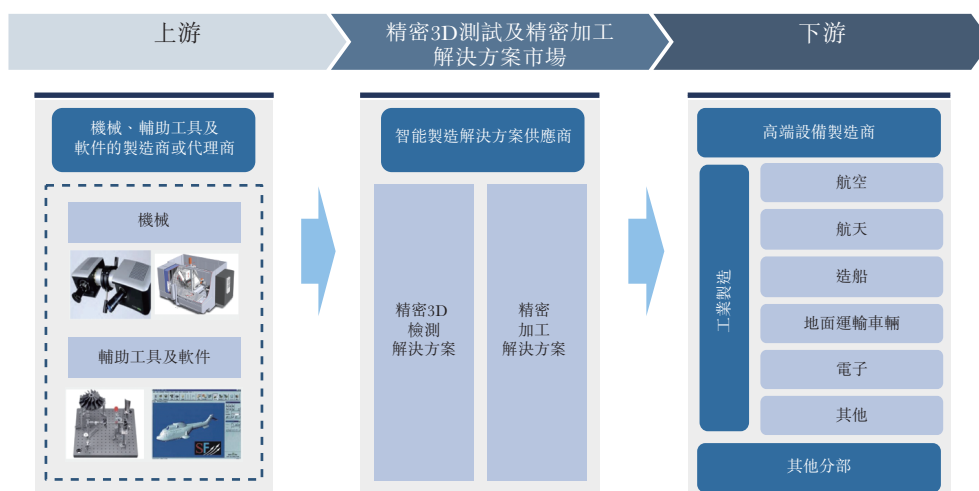 上游
精密3D測試及精密加工
解決方案市場
下游
機械、輔助工具及
軟件的製造商或代理商
機械
輔助工具及軟件
SF
智能製造解決方案供應商
精密3D
檢測
解決方案
精密
加工
解決方案
高端設備製造商
工業製造
航空
航天
造船
地面運輸車輛
電子
其他
其他分部